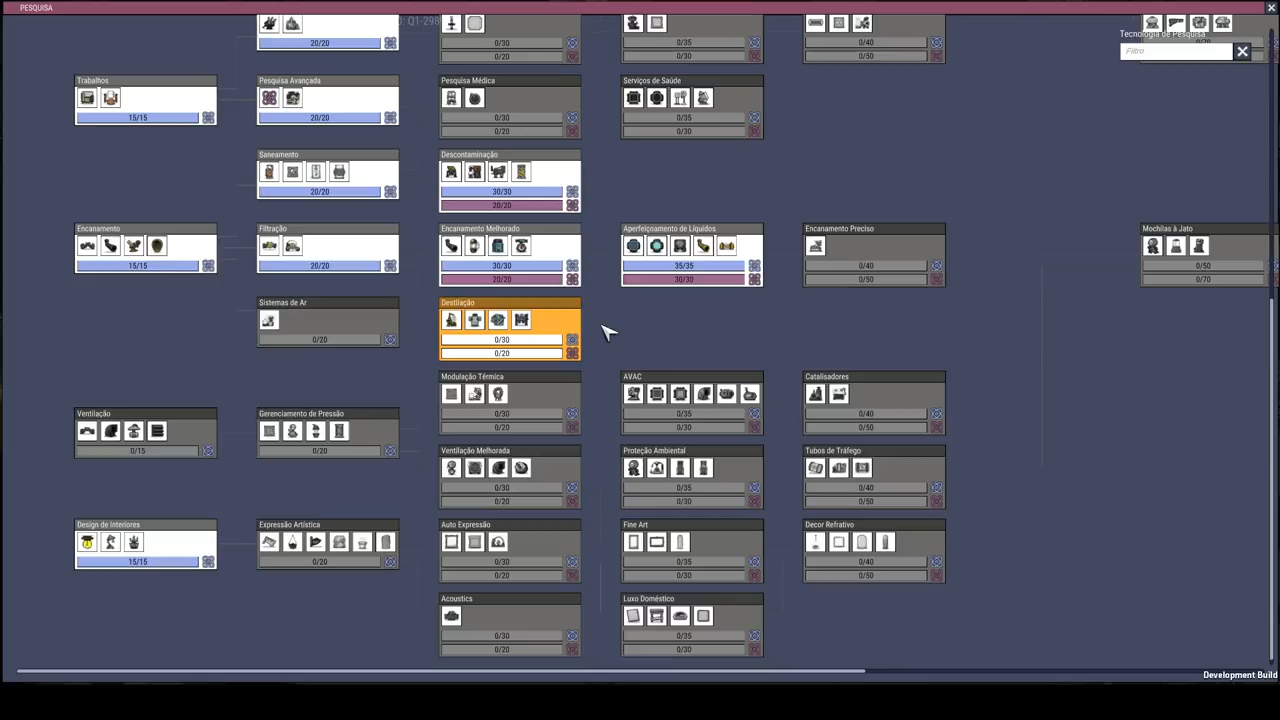 PESQUISA
D: Q1-298
20/20
0/30
0/20
0/35
0/30
0/40
0/50
0/70
Tecnologia de Pesquisa
Filtro
Trabalhos
15/15
Pesquisa Avançada
20/20
Pesquisa Médica
0/30
0/20
Serviços de Saúde
0/35
0/30
Saneamento
20/20
Descontaminação
30/30
20/20
Encanamento
15/15
Filtração
20/20
Encanamento Melhorado
30/30
20/20
Aperfeiçoamento de Líquidos
35/35
30/30
Encanamento Preciso
0/40
0/50
Mochilas à Jato
0/50
0/70
Sistemas de Ar
0/20
Destilação
0/30
0/20
Modulação Térmica
0/30
0/20
AVAC
0/35
0/30
Catalisadores
0/40
0/50
Ventilação
0/15
Gerenciamento de Pressão
0/20
Ventilação Melhorada
0/30
0/20
Proteção Ambiental
0/35
0/30
Tubos de Tráfego
0/40
0/50
Design de Interiores
15/15
Expressão Artística
0/20
Auto Expressão
0/30
0/20
Fine Art
0/35
0/30
Decor Refrativo
0/40
0/50
Acoustics
0/30
0/20
Luxo Doméstico
0/35
0/30
Development Build